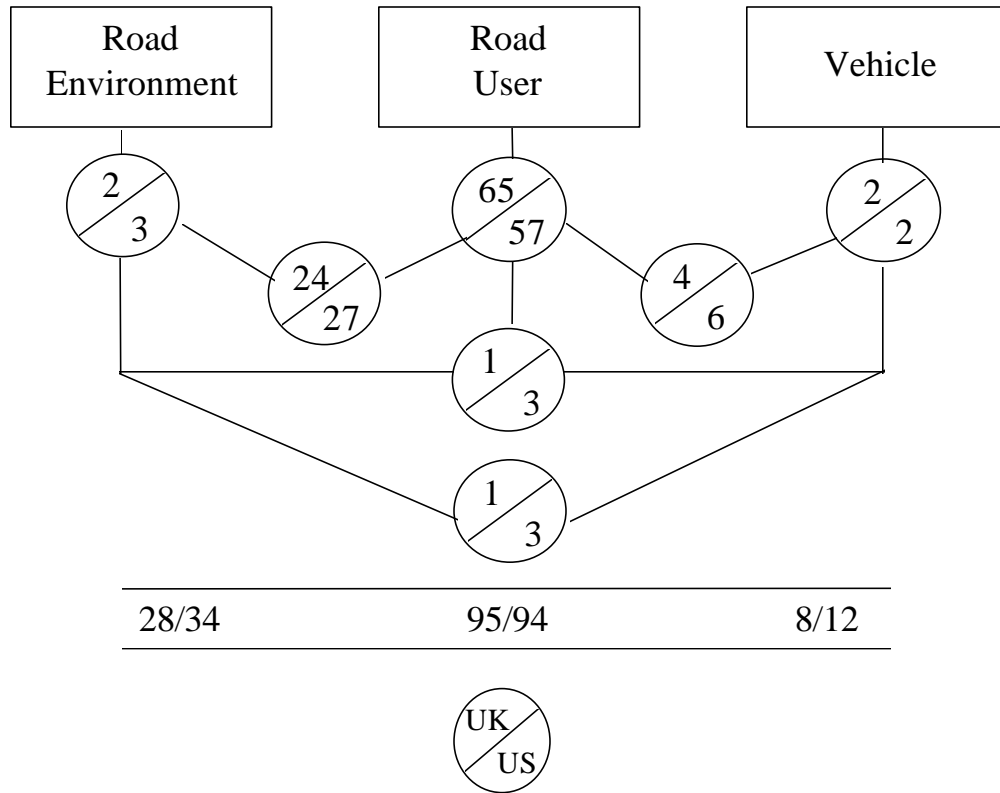 Road
Environment
Road
User
Vehicle
2
3
65
57
2
2
24
27
4
6
1
3
1
3
28/34 95/94 8/12
UK
US